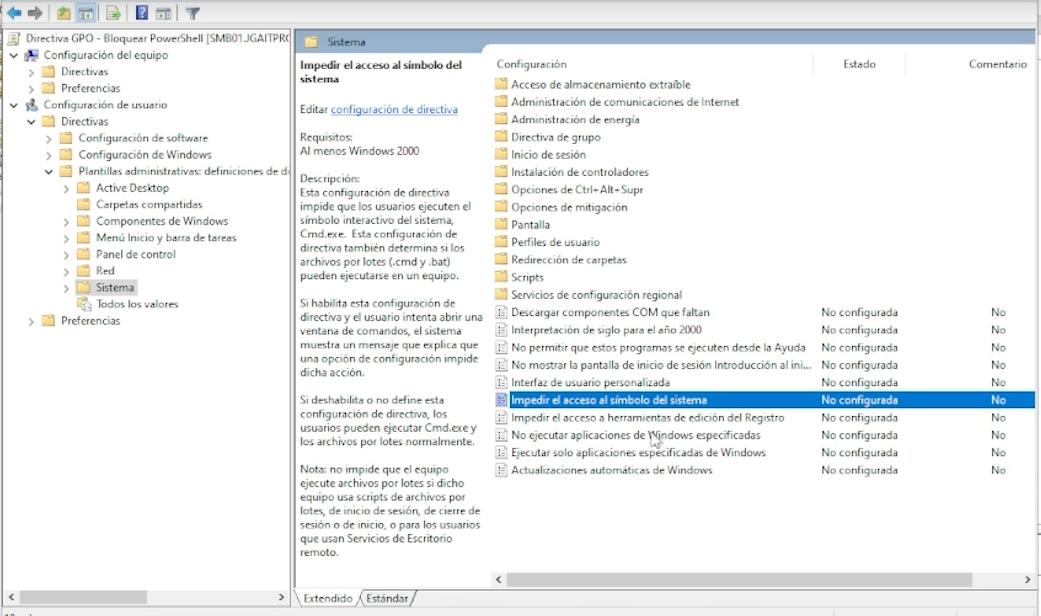 Directiva GPO - Bloquear PowerShell [SMB01.JGAITPRO
Configuración del equipo
Directivas
Preferencias
Configuración de usuario
Directivas
Configuración de software
Configuración de Windows
Plantillas administrativas: definiciones de di
Active Desktop
Carpetas compartidas
Componentes de Windows
Menú Inicio y barra de tareas
Panel de control
Red
Sistema
Todos los valores
Preferencias
Sistema
Impedir el acceso al símbolo del
sistema
Editar configuración de directiva
Requisitos:
Al menos Windows 2000
Descripción:
Esta configuración de directiva
impide que los usuarios ejecuten el
símbolo interactivo del sistema,
Cmd.exe. Esta configuración de
directiva también determina si los
archivos por lotes (.cmd y .bat)
pueden ejecutarse en un equipo.
Si habilita esta configuración de
directiva y el usuario intenta abrir una
ventana de comandos, el sistema
muestra un mensaje que explica que
una opción de configuración impide
dicha acción.
Si deshabilita o no define esta
configuración de directiva, los
usuarios pueden ejecutar Cmd.exe y
los archivos por lotes normalmente.
Nota: no impide que el equipo
ejecute archivos por lotes si dicho
equipo usa scripts de archivos por
lotes, de inicio de sesión, de cierre de
sesión o de inicio, o para los usuarios
que usan Servicios de Escritorio
remoto.
Configuración Estado Comentario
Acceso de almacenamiento extraíble
Administración de comunicaciones de Internet
Administración de energía
Directiva de grupo
Inicio de sesión
Instalación de controladores
Opciones de Ctrl+Alt+Supr
Opciones de mitigación
Pantalla
Perfiles de usuario
Redirección de carpetas
Scripts
Servicios de configuración regional
Descargar componentes COM que faltan No configurada No
Interpretación de siglo para el año 2000 No configurada No
No permitir que estos programas se ejecuten desde la Ayuda No configurada No
No mostrar la pantalla de inicio de sesión Introducción al ini... No configurada No
Interfaz de usuario personalizada No configurada No
Impedir el acceso al símbolo del sistema No configurada No
Impedir el acceso a herramientas de edición del Registro No configurada No
No ejecutar aplicaciones de Windows especificadas No configurada No
Ejecutar solo aplicaciones especificadas de Windows No configurada No
Actualizaciones automáticas de Windows No configurada No
Extendido Estándar